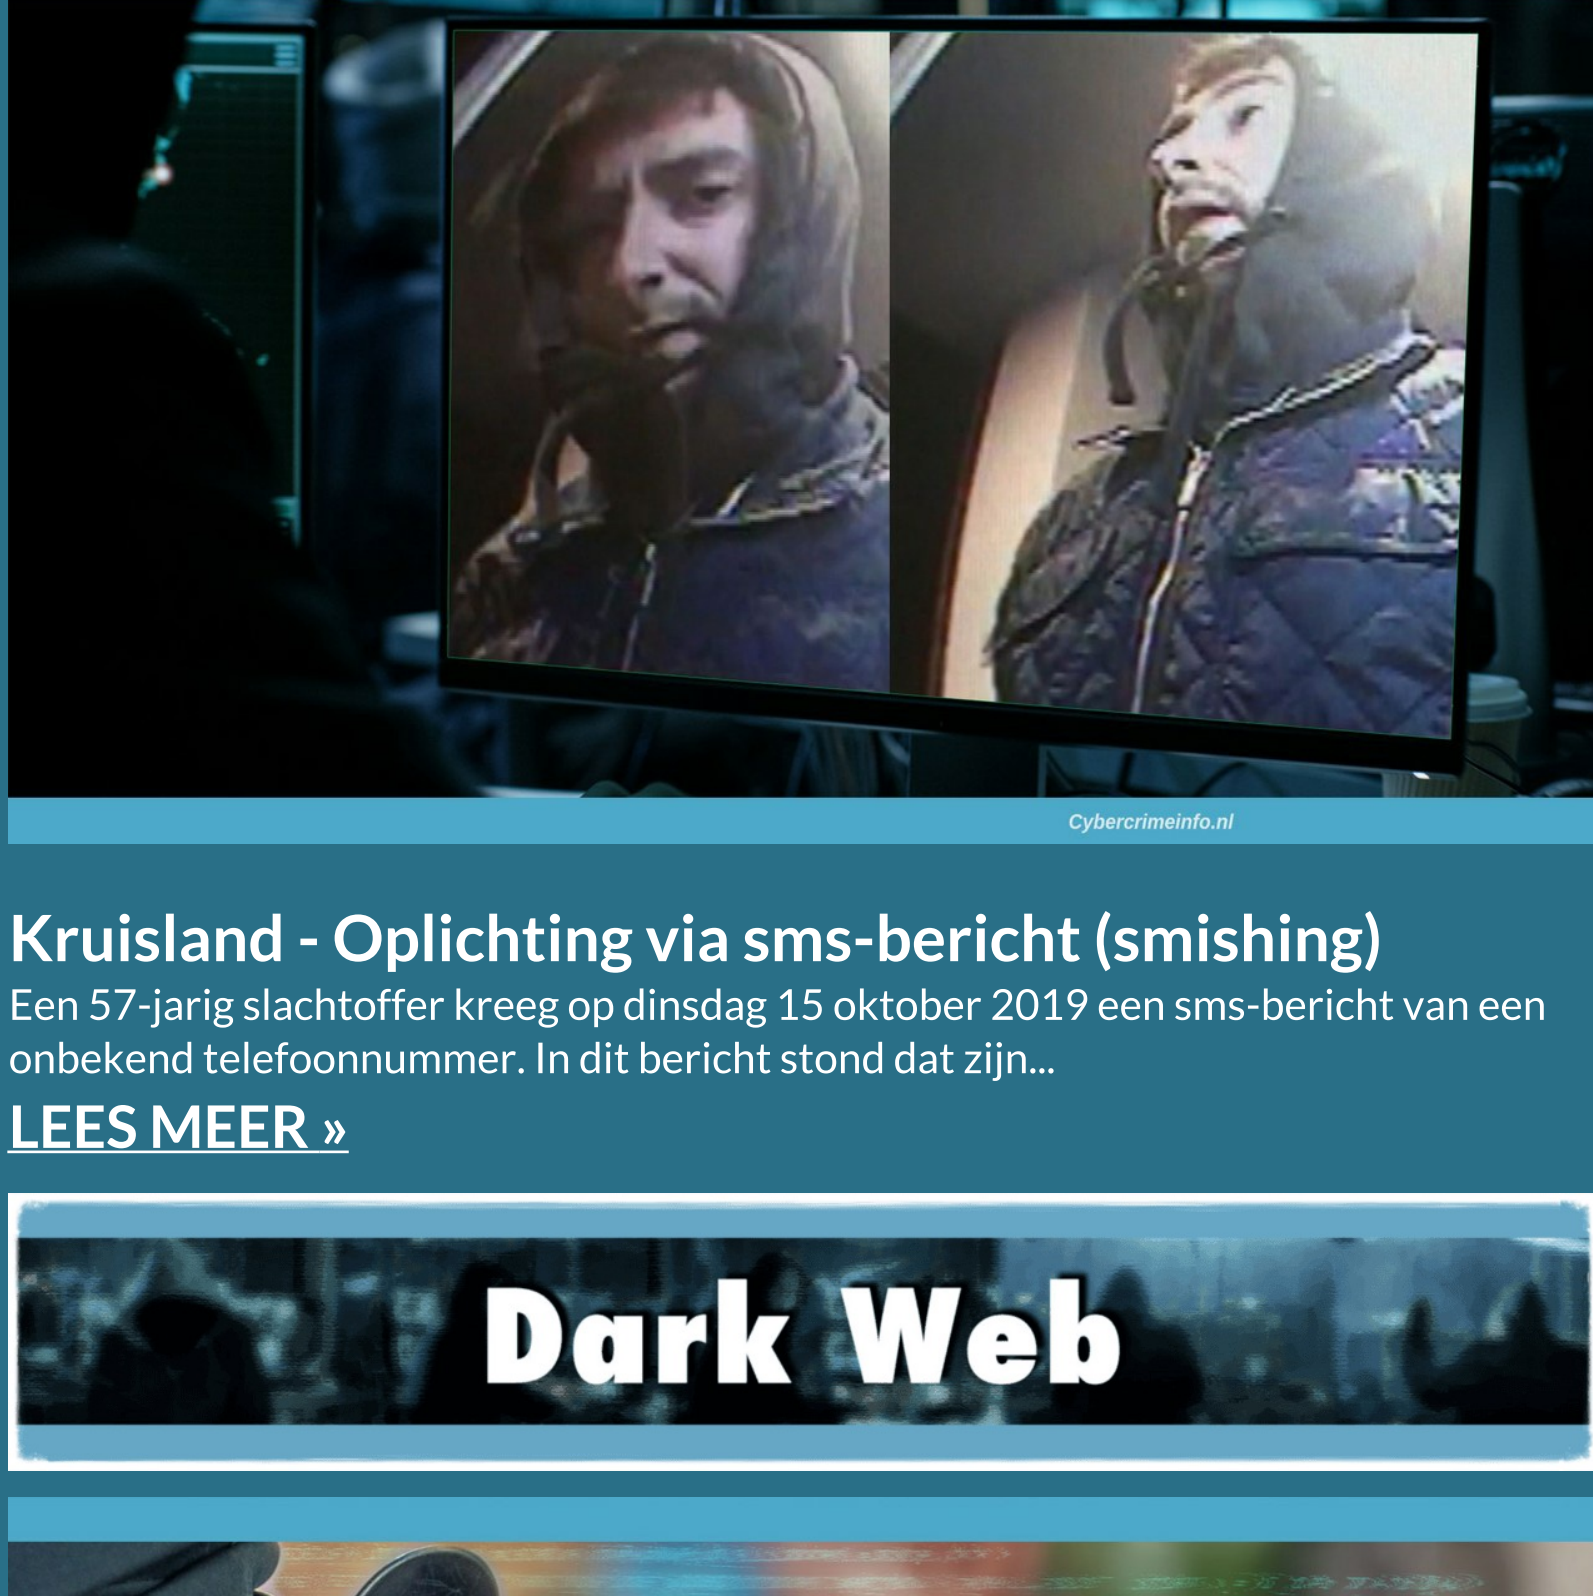 Cybercrimeinfo.nl
Kruisland - Oplichting via sms-bericht (smishing)
Een 57-jarig slachtoffer kreeg op dinsdag 15 oktober 2019 een sms-bericht van een
onbekend telefoonnummer. In dit bericht stond dat zijn...
LEES MEER »
Dark Web